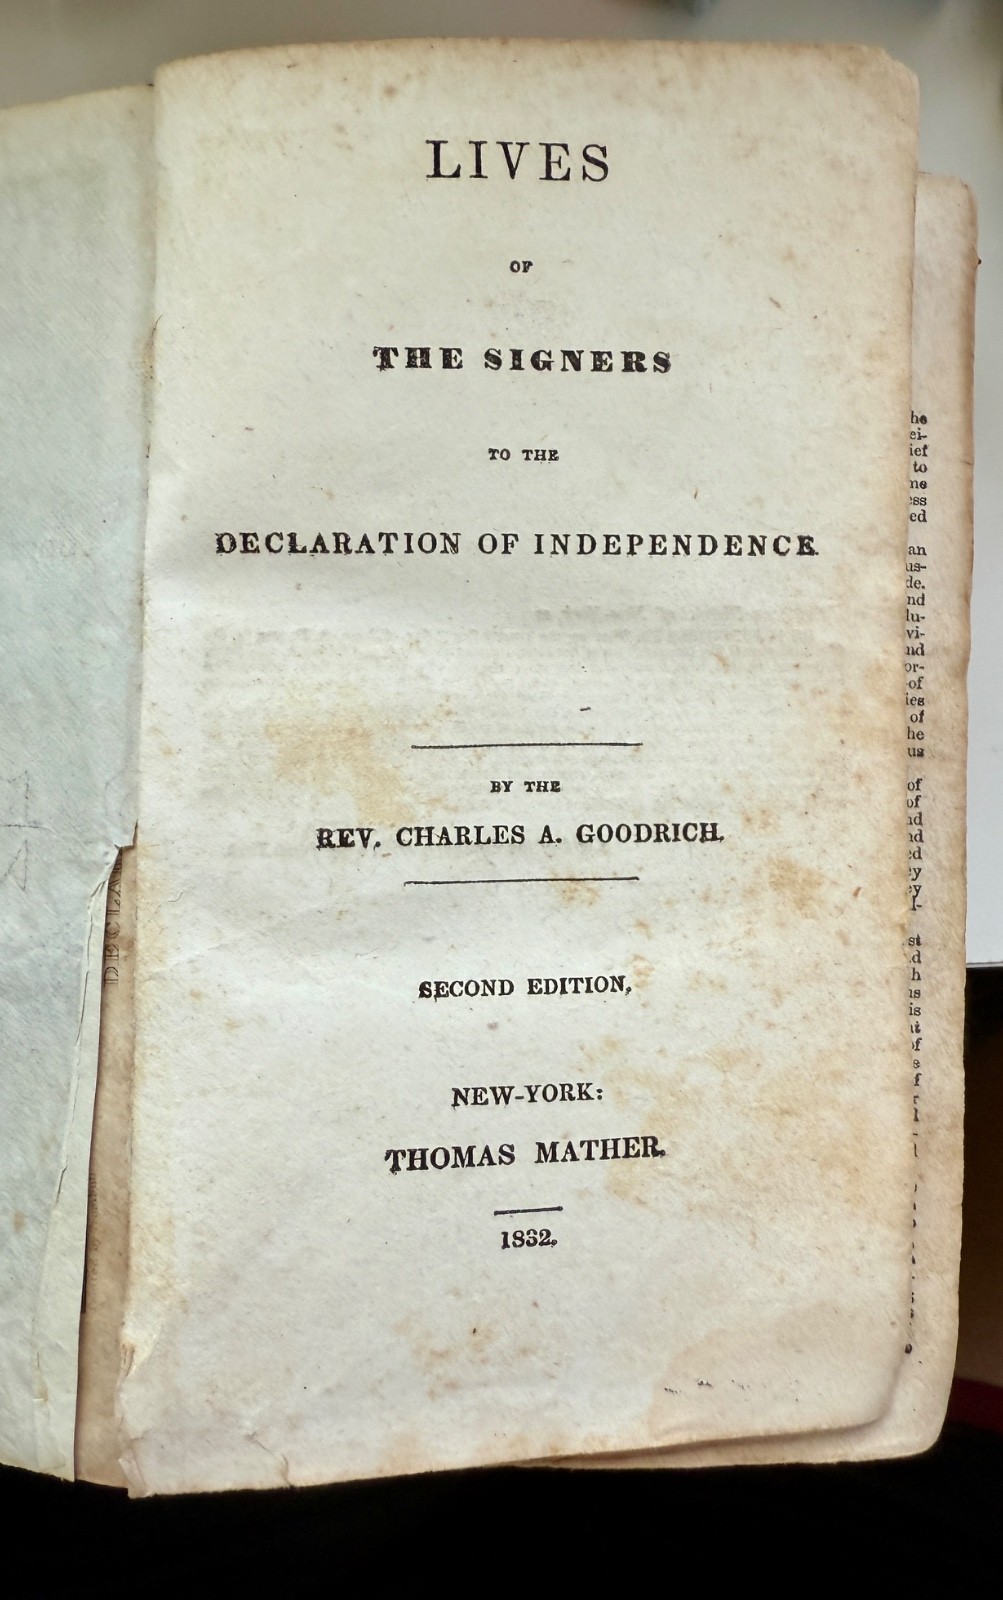 LIVES
OF
THE SIGNERS
TO THE
DECLARATION OF INDEPENDENCE.
BY THE
REV. CHARLES A. GOODRICH.
SECOND EDITION,
NEW-YORK:
THOMAS MATHER.
1832.